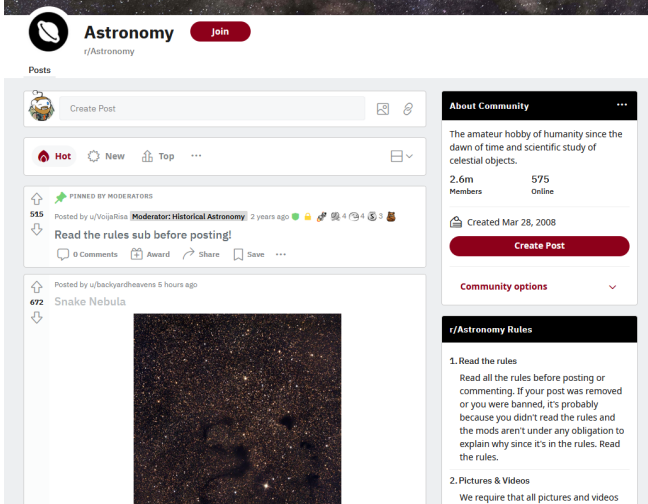 Astronomy
Join
r/Astronomy
Posts
Create Post
Hot
New
Top
PINNED BY MODERATORS
515
Posted by u/VoijaRisa Moderator: Historical Astronomy 2 years ago 4 4 3
Read the rules sub before posting!
0 Comments
Award
Share
Save
Posted by u/backyardheavens 5 hours ago
672
Snake Nebula
About Community
The amateur hobby of humanity since the
dawn of time and scientific study of
celestial objects.
2.6m
575
Members
Online
Created Mar 28, 2008
Create Post
Community options
r/Astronomy Rules
1. Read the rules
Read all the rules before posting or
commenting. If your post was removed
or you were banned, it's probably
because you didn't read the rules and
the mods aren't under any obligation to
explain why since it's in the rules. Read
the rules.
2. Pictures & Videos
We require that all pictures and videos